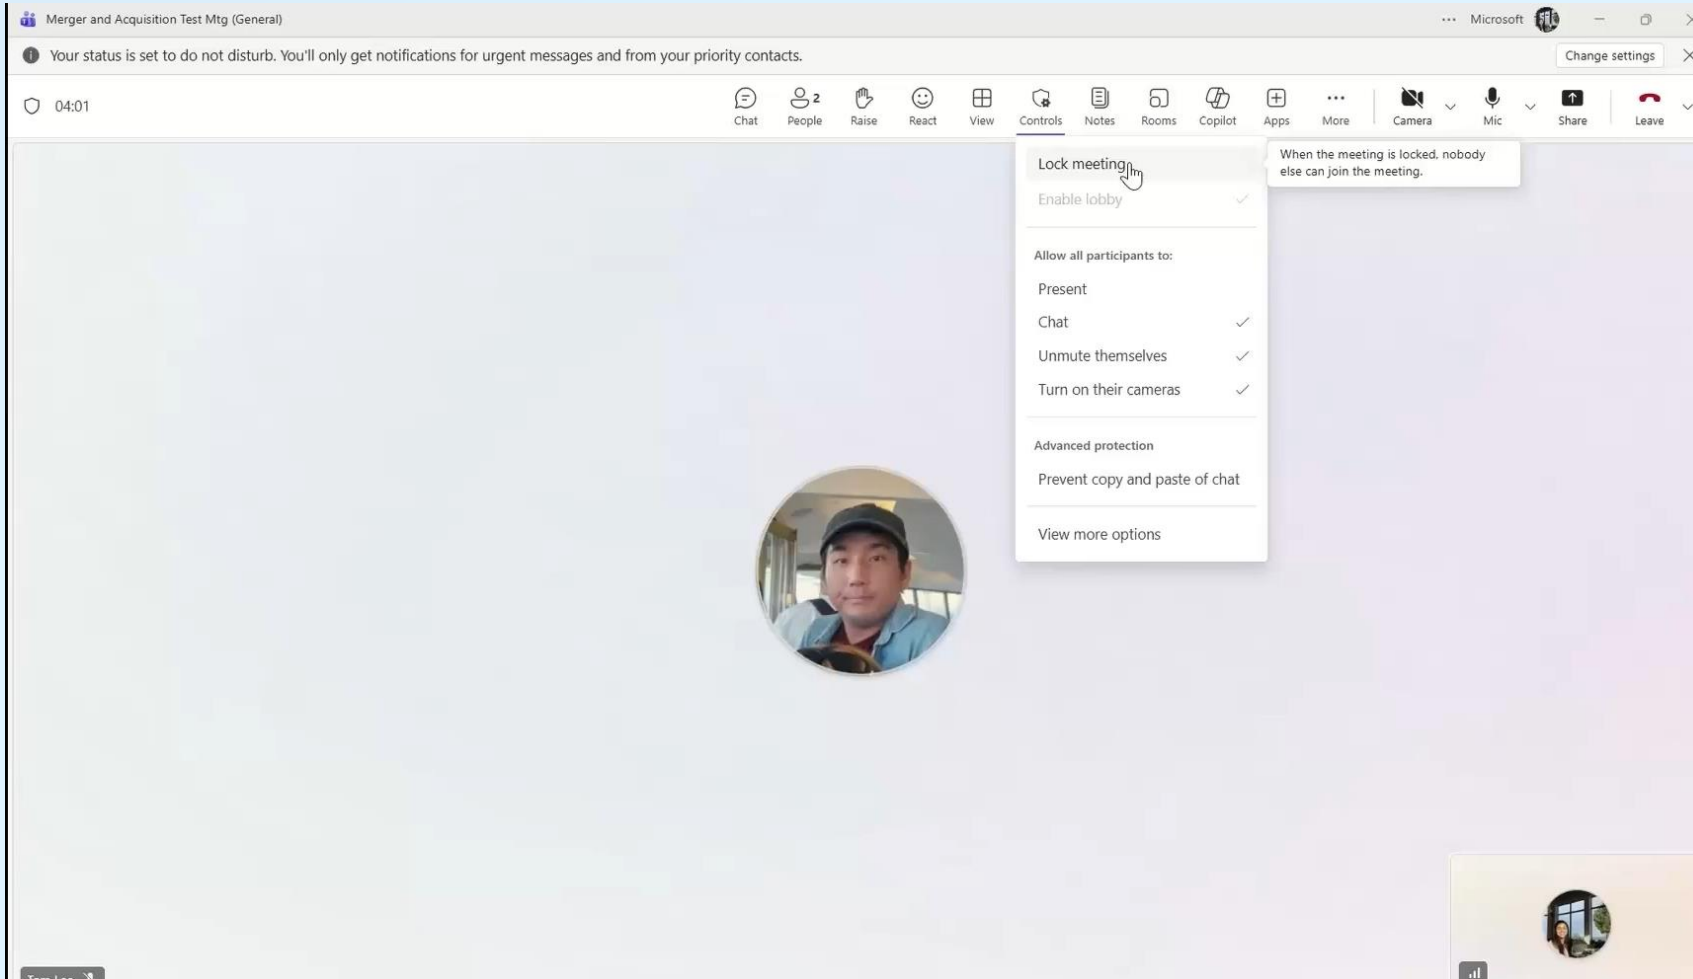 Merger and Acquisition Test Mtg (General)
Microsoft
Your status is set to do not disturb. You'll only get notifications for urgent messages and from your priority contacts.
Change settings
04:01
Chat
2
People
Raise
React
View
Controls
Notes
Rooms
Copilot
Apps
More
Camera
Mic
Share
Leave
Lock meeting
When the meeting is locked, nobody
else can join the meeting.
Enable lobby
Allow all participants to:
Present
Chat
Unmute themselves
Turn on their cameras
Advanced protection
Prevent copy and paste of chat
View more options